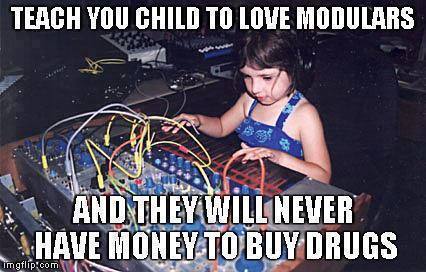 TEACH YOU CHILD TO LOVE MODULARS
AND THEY WILL NEVER
HAVE MONEY TO BUY DRUGS
imgflip.com